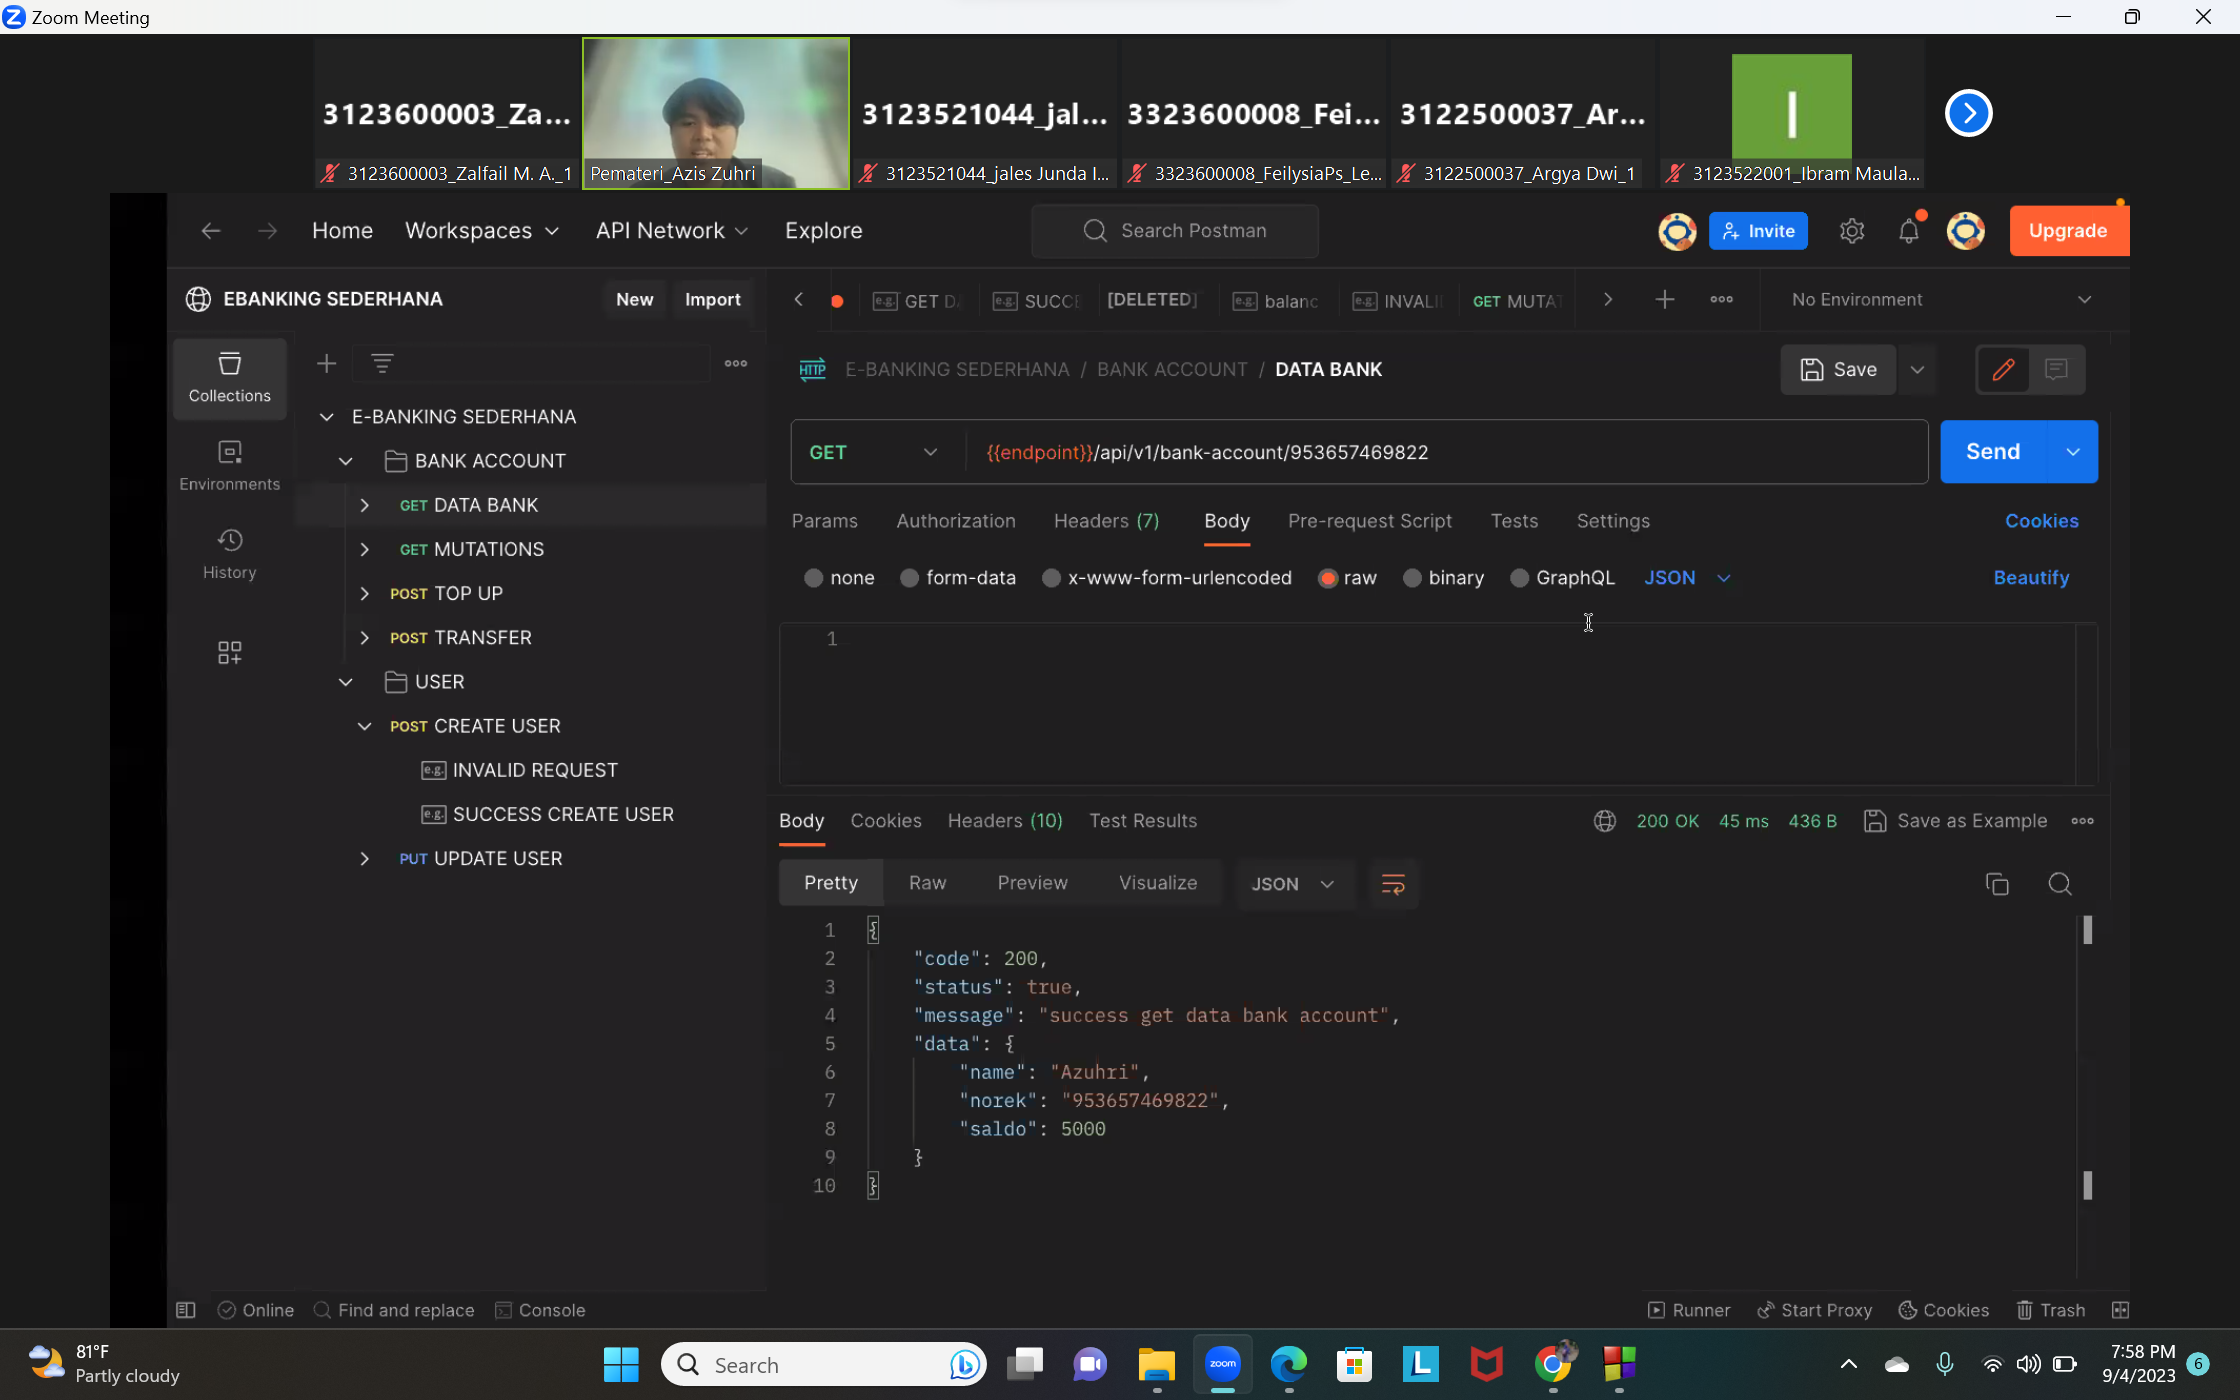 Zoom Meeting
3123600003_Za...
3123521044_jal...
3323600008_Fei...
3122500037_Ar...
I
3123600003_Zalfail M. A._1
Pemateri_Azis Zuhri
3123521044_jales Junda I...
3323600008_FeilysiaPs_Le...
3122500037_Argya Dwi_1
3123522001_Ibram Maula...
Home
Workspaces
API Network
Explore
Search Postman
Invite
Upgrade
EBANKING SEDERHANA
New
Import
e.g. GET DA
e.g. SUCCE
[DELETED]
e.g. balanc
e.g. INVALI
GET MUTAT
No Environment
Collections
Environments
History
E-BANKING SEDERHANA
BANK ACCOUNT
GET DATA BANK
GET MUTATIONS
POST TOP UP
POST TRANSFER
USER
POST CREATE USER
e.g. INVALID REQUEST
e.g. SUCCESS CREATE USER
PUT UPDATE USER
HTTP E-BANKING SEDERHANA / BANK ACCOUNT / DATA BANK
Save
GET
{{endpoint}}/api/v1/bank-account/953657469822
Send
Params
Authorization
Headers (7)
Body
Pre-request Script
Tests
Settings
Cookies
none
form-data
x-www-form-urlencoded
raw
binary
GraphQL
JSON
Beautify
1
Body
Cookies
Headers (10)
Test Results
200 OK 45 ms 436 B
Save as Example
Pretty
Raw
Preview
Visualize
JSON
1 {
2 "code": 200,
3 "status": true,
4 "message": "success get data bank account",
5 "data": {
6 "name": "Azuhri",
7 "norek": "953657469822",
8 "saldo": 5000
9 }
10 }
Online
Find and replace
Console
Runner
Start Proxy
Cookies
Trash
81°F
Partly cloudy
Search
zoom
L
7:58 PM
9/4/2023
6